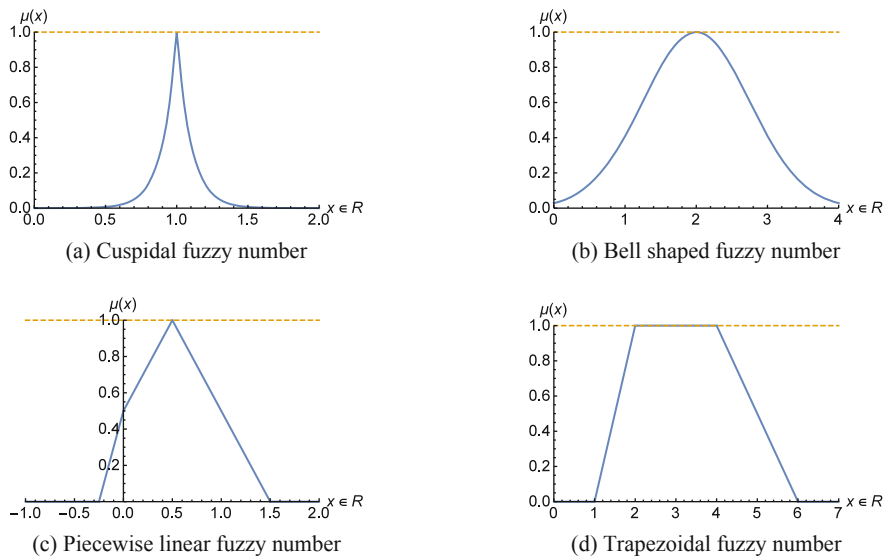 μ(x)
1.0
0.8
0.6
0.4
0.2
0.0
0.0 0.5 1.0 1.5 2.0 x ∈ R
(a) Cuspidal fuzzy number
μ(x)
1.0
0.8
0.6
0.4
0.2
0.0
0 1 2 3 4 x ∈ R
(b) Bell shaped fuzzy number
μ(x)
1.0
0.8
0.6
0.4
0.2
-1.0 -0.5 0.0 0.5 1.0 1.5 2.0 x ∈ R
(c) Piecewise linear fuzzy number
μ(x)
1.0
0.8
0.6
0.4
0.2
0.0
0 1 2 3 4 5 6 7 x ∈ R
(d) Trapezoidal fuzzy number